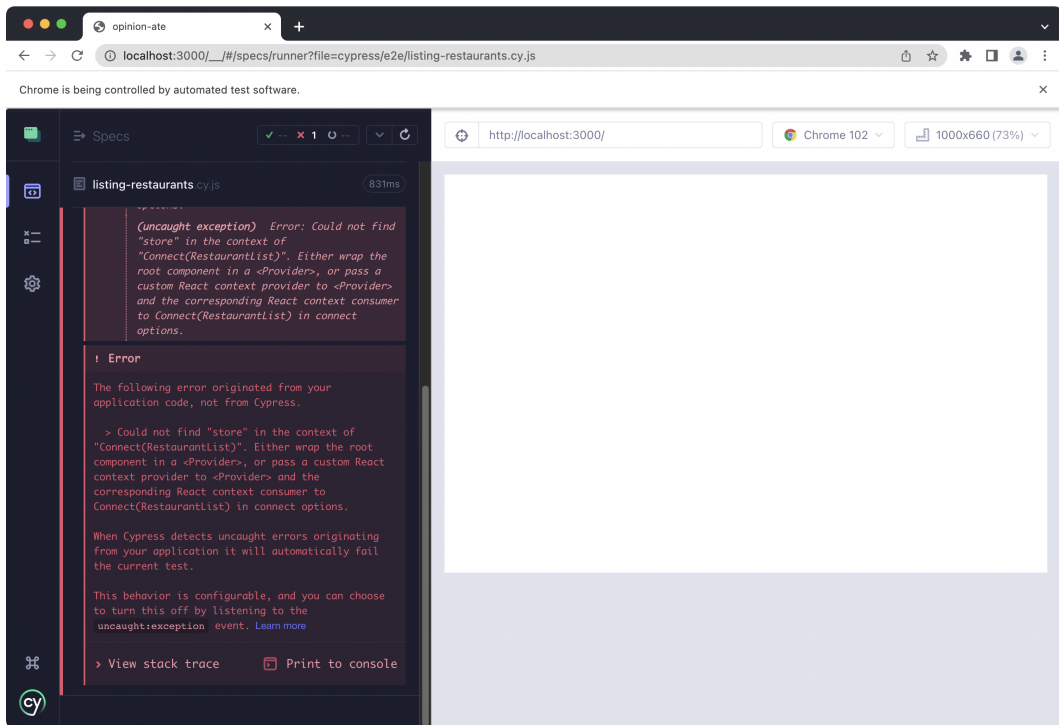 opinion-ate
localhost:3000/__/#/specs/runner?file=cypress/e2e/listing-restaurants.cy.js
Chrome is being controlled by automated test software.
Specs
-- 1 --
http://localhost:3000/
Chrome 102
1000x660 (73%)
listing-restaurants cy.js
831ms
options.
(uncaught exception) Error: Could not find
"store" in the context of
"Connect(RestaurantList)". Either wrap the
root component in a <Provider>, or pass a
custom React context provider to <Provider>
and the corresponding React context consumer
to Connect(RestaurantList) in connect
options.
! Error
The following error originated from your
application code, not from Cypress.
> Could not find "store" in the context of
"Connect(RestaurantList)". Either wrap the root
component in a <Provider>, or pass a custom React
context provider to <Provider> and the
corresponding React context consumer to
Connect(RestaurantList) in connect options.
When Cypress detects uncaught errors originating
from your application it will automatically fail
the current test.
This behavior is configurable, and you can choose
to turn this off by listening to the
uncaught:exception event. Learn more
> View stack trace
Print to console
cy